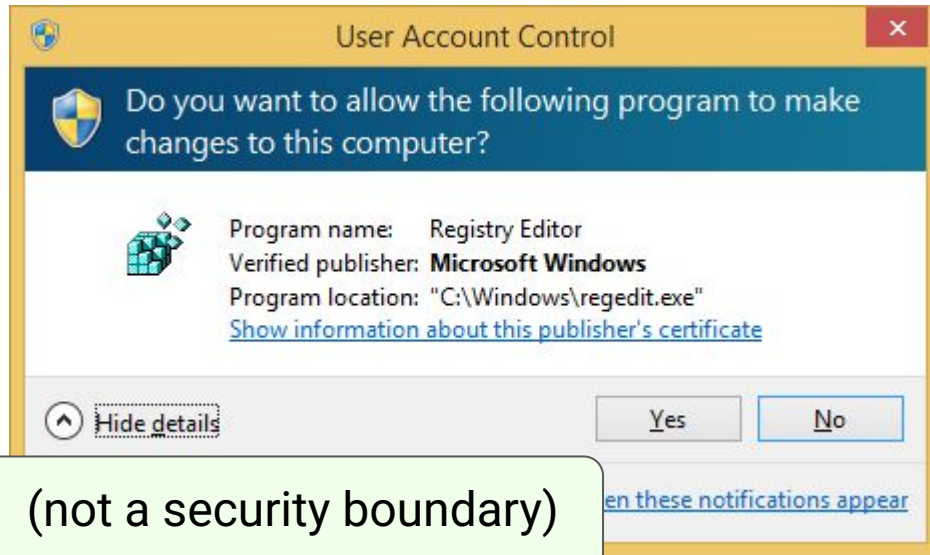 User Account Control
Do you want to allow the following program to make
changes to this computer?
Program name: Registry Editor
Verified publisher: Microsoft Windows
Program location: "C:\Windows\regedit.exe"
Show information about this publisher's certificate
Hide details
Yes
No
(not a security boundary)
these notifications appear